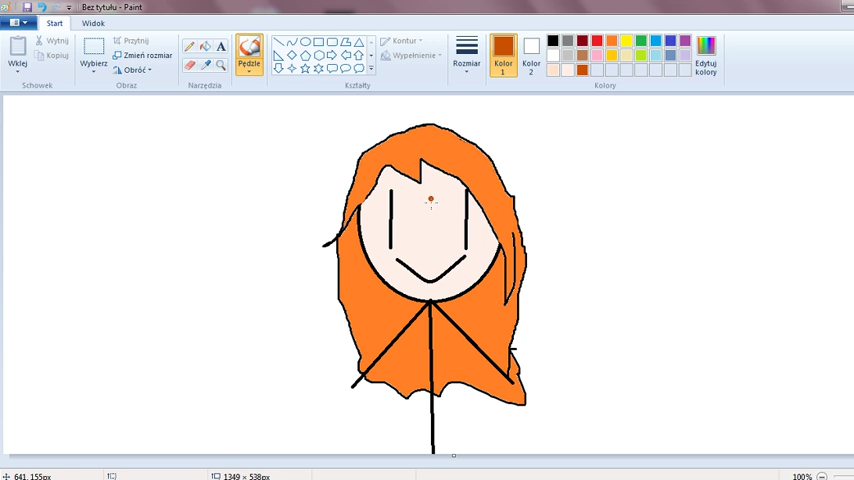 Bez tytułu - Paint
Start Widok
Wklej
Wytnij
Kopiuj
Schowek
Wybierz
Przytnij
Zmień rozmiar
Obróć
Obraz
A
Narzędzia
Pędzle
Kontur
Wypełnienie
Kształty
Rozmiar
Kolor
1
Kolor
2
Edytuj
kolory
Kolory
641, 155px
1349 × 538px
100%